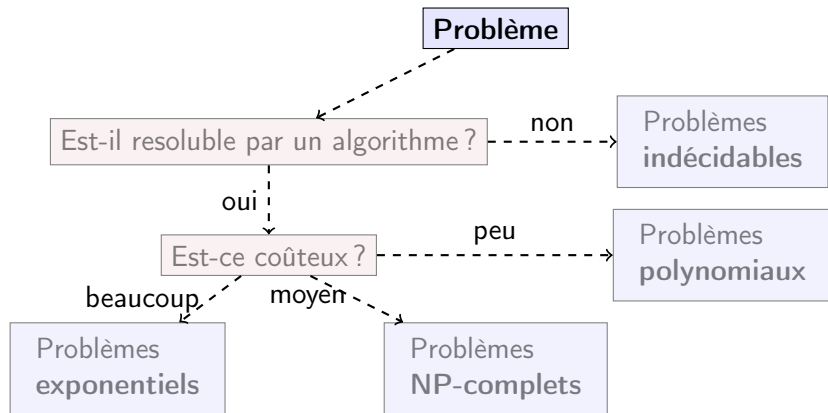 Problème
Est-il resoluble par un algorithme ?
non
Problèmes
indécidables
oui
Est-ce coûteux ?
peu
Problèmes
polynomiaux
beaucoup
moyen
Problèmes
exponentiels
Problèmes
NP-complets